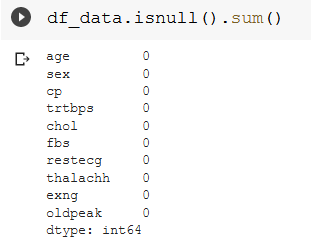 df_data.isnull().sum()
age 0
sex 0
cp 0
trtbps 0
chol 0
fbs 0
restecg 0
thalachh 0
exng 0
oldpeak 0
dtype: int64